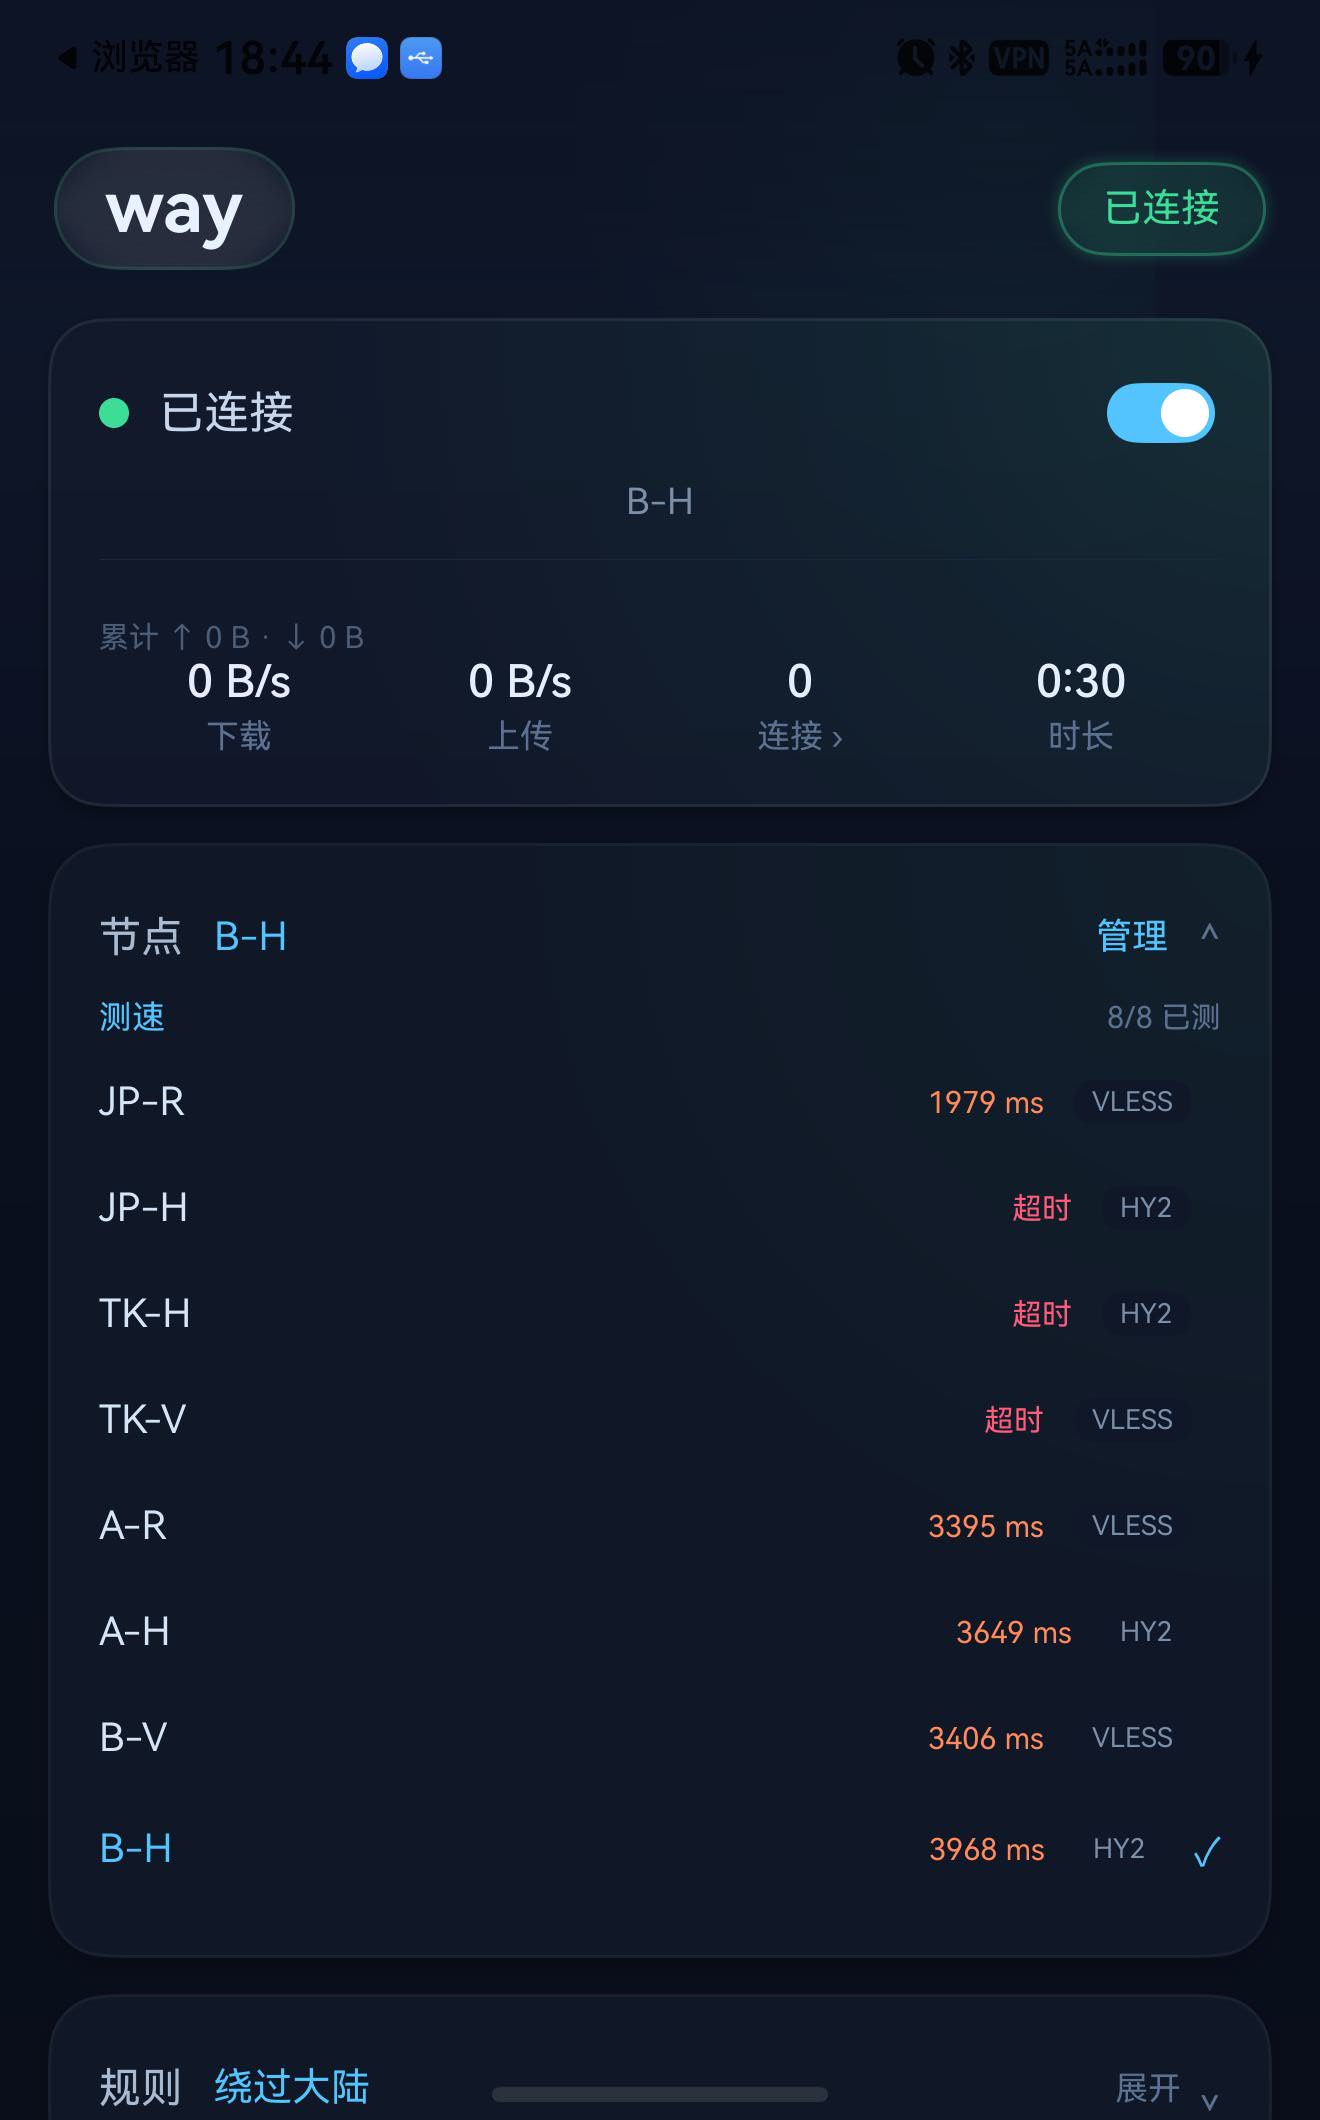 浏览器 18:44 VPN 5A 5A 90
way 已连接
已连接
B-H
累计 ↑ 0 B · ↓ 0 B
0 B/s 0 B/s 0 0:30
下载 上传 连接 › 时长
节点 B-H 管理
测速 8/8 已测
JP-R 1979 ms VLESS
JP-H 超时 HY2
TK-H 超时 HY2
TK-V 超时 VLESS
A-R 3395 ms VLESS
A-H 3649 ms HY2
B-V 3406 ms VLESS
B-H 3968 ms HY2 ✓
规则 绕过大陆 展开